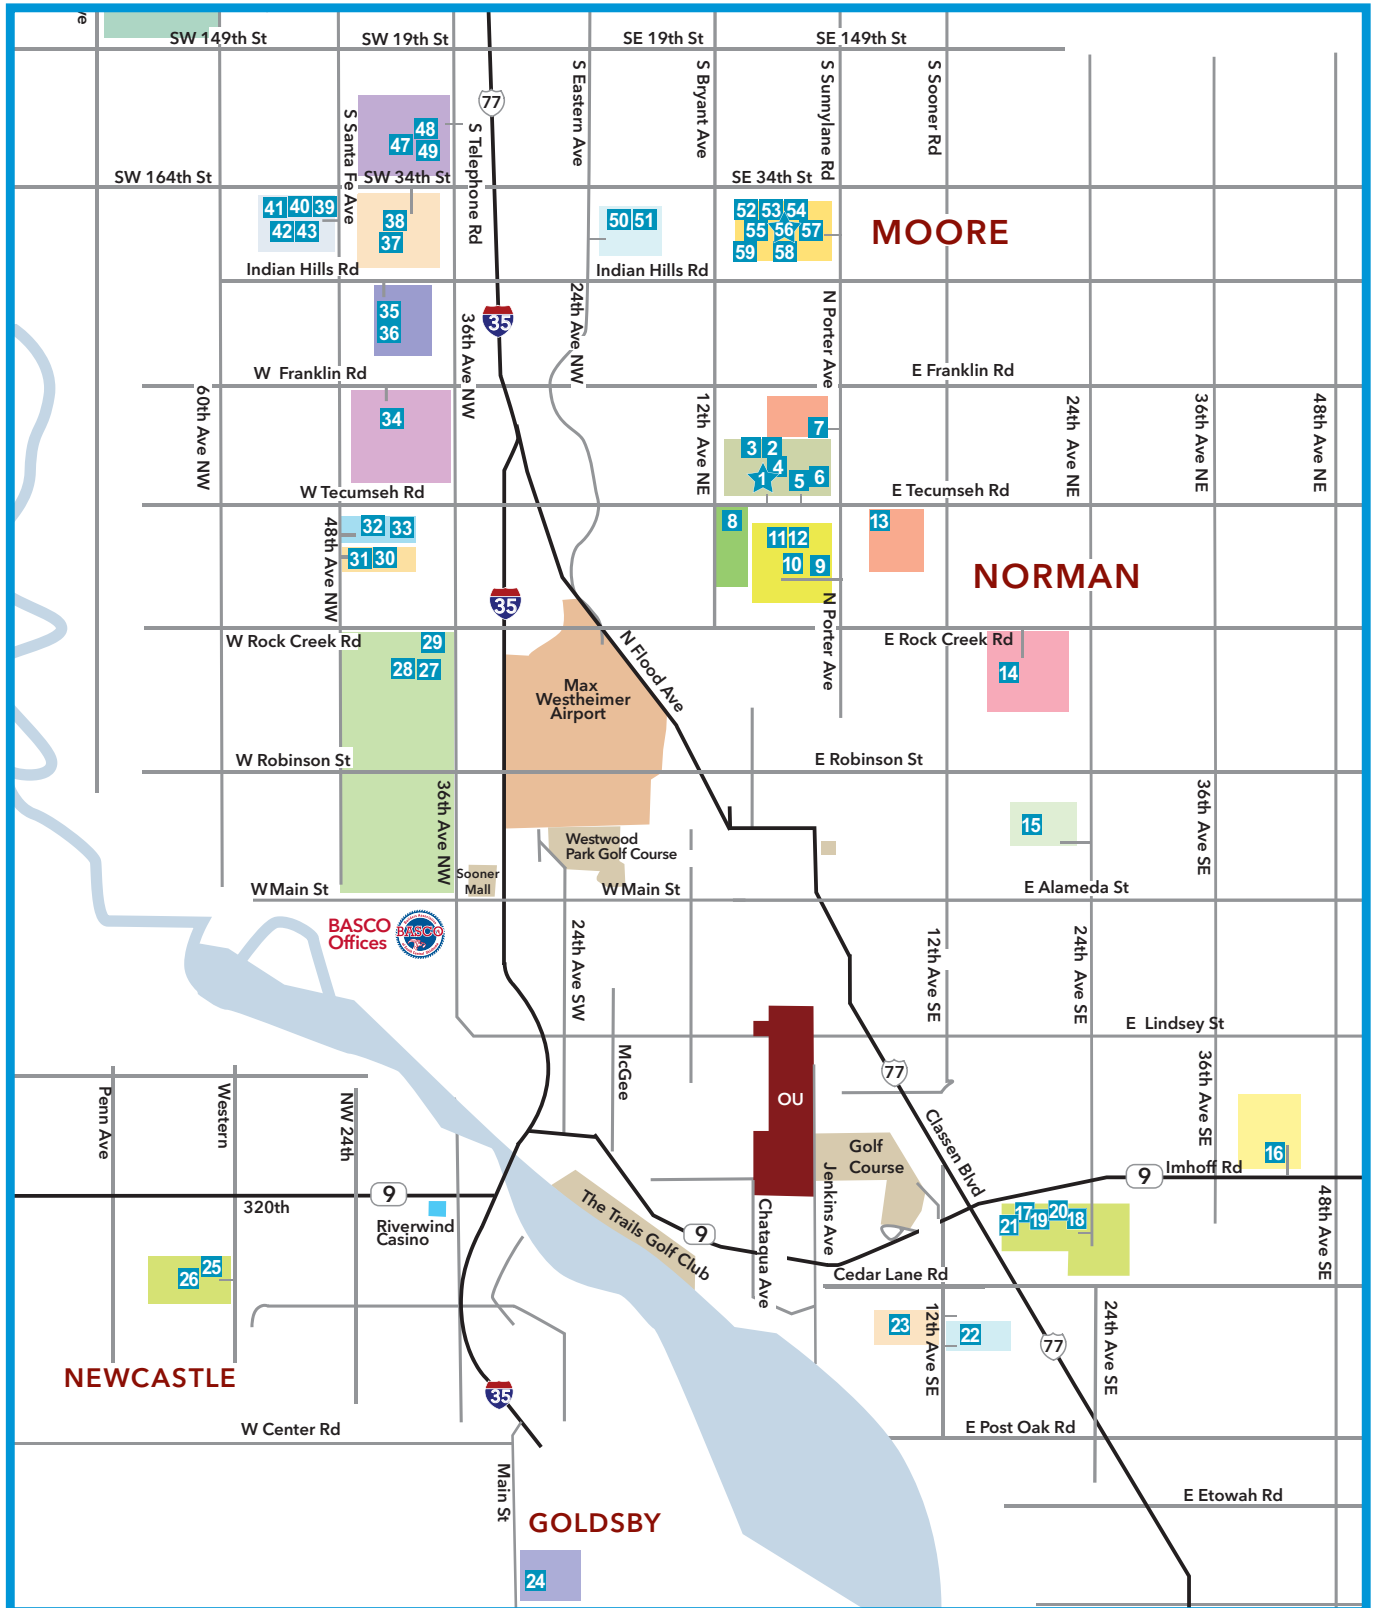 ve
SW 149th St
SW 19th St
SE 19th St
SE 149th St
77
S Santa Fe Ave
S Telephone Rd
S Eastern Ave
S Bryant Ave
S Sunnylane Rd
S Sooner Rd
48
47
49
SW 164th St
SW 34th St
SE 34th St
41
40
39
42
43
38
37
50
51
52
53
54
55
56
57
59
58
MOORE
Indian Hills Rd
Indian Hills Rd
35
36
36th Ave NW
35
24th Ave NW
N Porter Ave
W Franklin Rd
E Franklin Rd
60th Ave NW
34
12th Ave NE
7
3
2
4
1
5
6
24th Ave NE
36th Ave NE
48th Ave NE
W Tecumseh Rd
E Tecumseh Rd
48th Ave NW
32
33
31
30
8
11
12
10
9
13
NORMAN
35
N Porter Ave
W Rock Creek Rd
E Rock Creek Rd
29
28
27
N Flood Ave
14
Max
Westheimer
Airport
W Robinson St
E Robinson St
36th Ave NW
36th Ave SE
15
Westwood
Park Golf Course
Sooner
Mall
W Main St
W Main St
E Alameda St
BASCO
Offices
BASCO
24th Ave SW
12th Ave SE
24th Ave SE
E Lindsey St
McGee
77
36th Ave SE
Penn Ave
Western
NW 24th
OU
Classen Blvd
Golf
Course
Jenkins Ave
16
Imhoff Rd
9
9
320th
Riverwind
Casino
The Trails Golf Club
9
Chataqua Ave
17
20
21
19
18
48th Ave SE
25
26
Cedar Lane Rd
23
12th Ave SE
22
77
24th Ave SE
NEWCASTLE
35
W Center Rd
E Post Oak Rd
Main St
E Etowah Rd
GOLDSBY
24